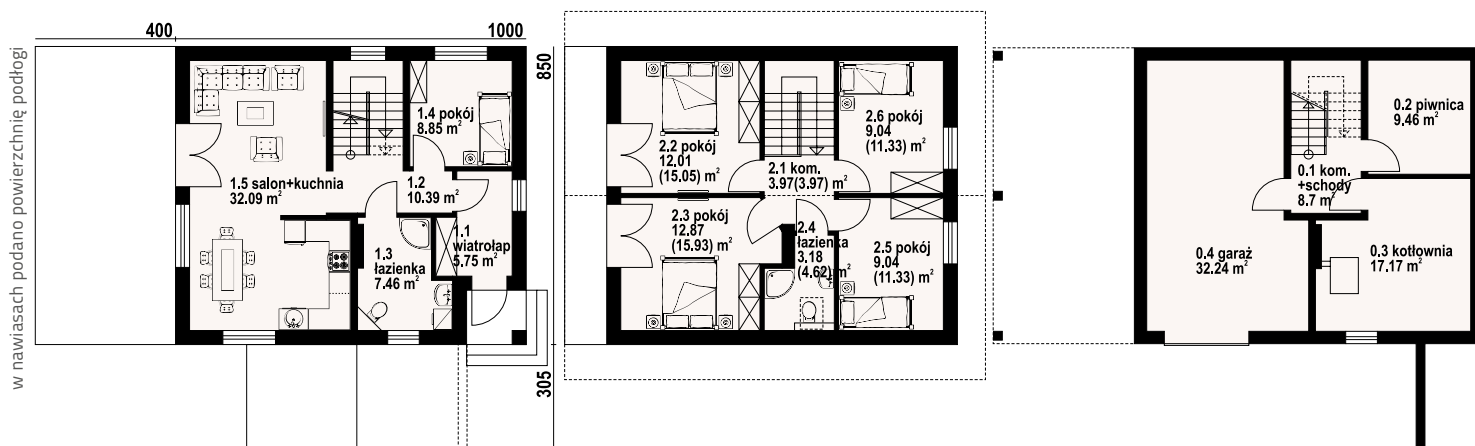 w nawiasach podano powierzchnię podłogi
400
1000
850
305
1.4 pokój
8.85 m²
1.5 salon+kuchnia
32.09 m²
1.2
10.39 m²
1.1
wiatrołap
5.75 m²
1.3
łazienka
7.46 m²
2.2 pokój
12.01
(15.05) m²
2.6 pokój
9.04
(11.33) m²
2.1 kom.
3.97(3.97) m²
2.3 pokój
12.87
(15.93) m²
2.4
łazienka
3.18
(4.62) m²
2.5 pokój
9.04
(11.33) m²
0.2 piwnica
9.46 m²
0.1 kom.
+schody
8.7 m²
0.4 garaż
32.24 m²
0.3 kotłownia
17.17 m²